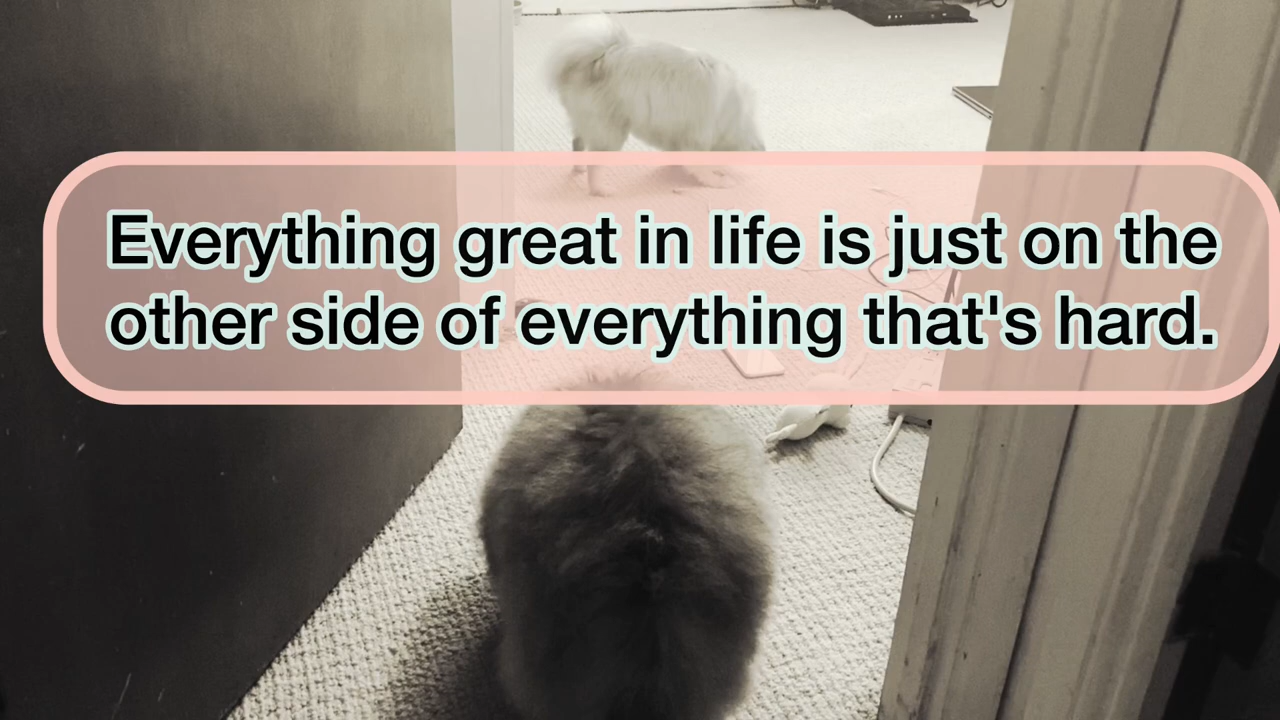 Everything great in life is just on the
other side of everything that's hard.